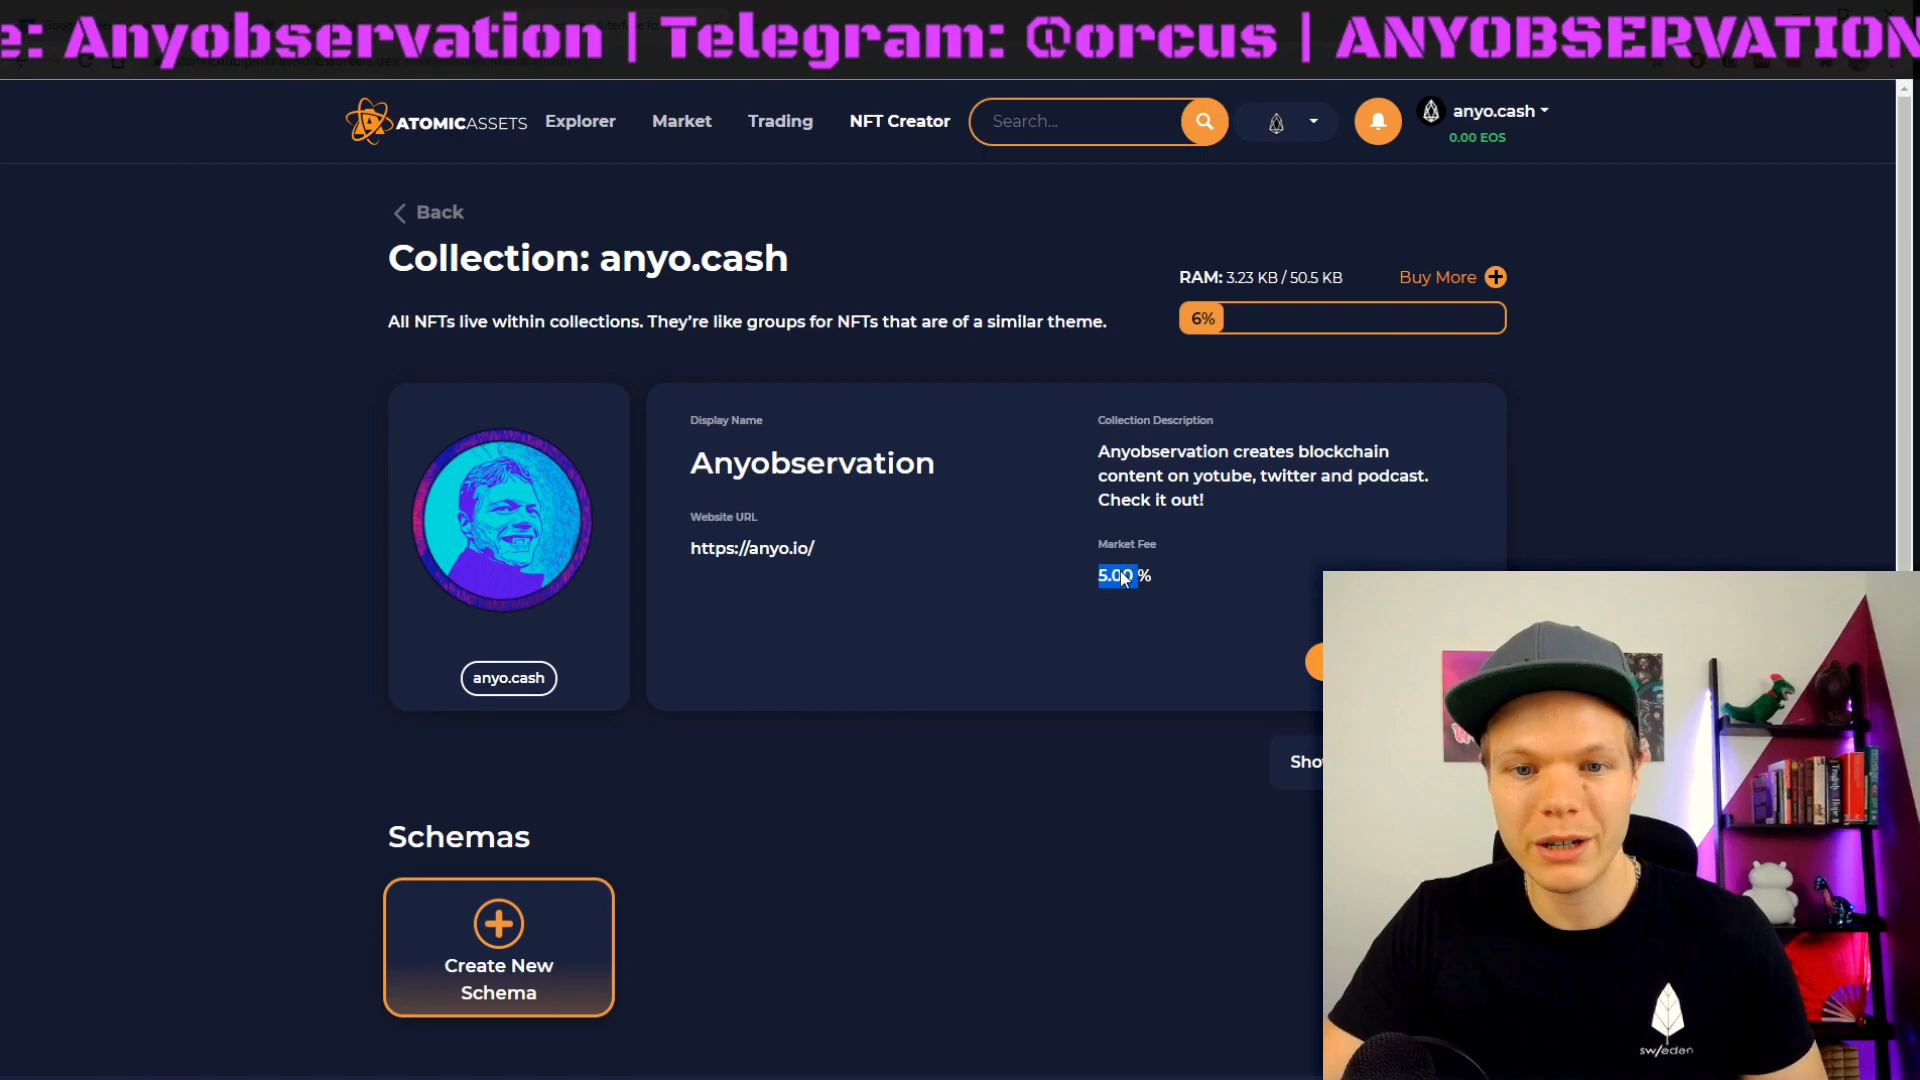 e: Anyobservation | Telegram: @orcus | ANYOBSERVATION
ATOMICASSETS
Explorer
Market
Trading
NFT Creator
Search...
anyo.cash
0.00 EOS
Back
Collection: anyo.cash
RAM: 3.23 KB / 50.5 KB
Buy More
All NFTs live within collections. They're like groups for NFTs that are of a similar theme.
6%
Display Name
Anyobservation
Website URL
https://anyo.io/
Collection Description
Anyobservation creates blockchain
content on yotube, twitter and podcast.
Check it out!
Market Fee
5.00 %
anyo.cash
Sho
Schemas
Create New
Schema
sw/eden